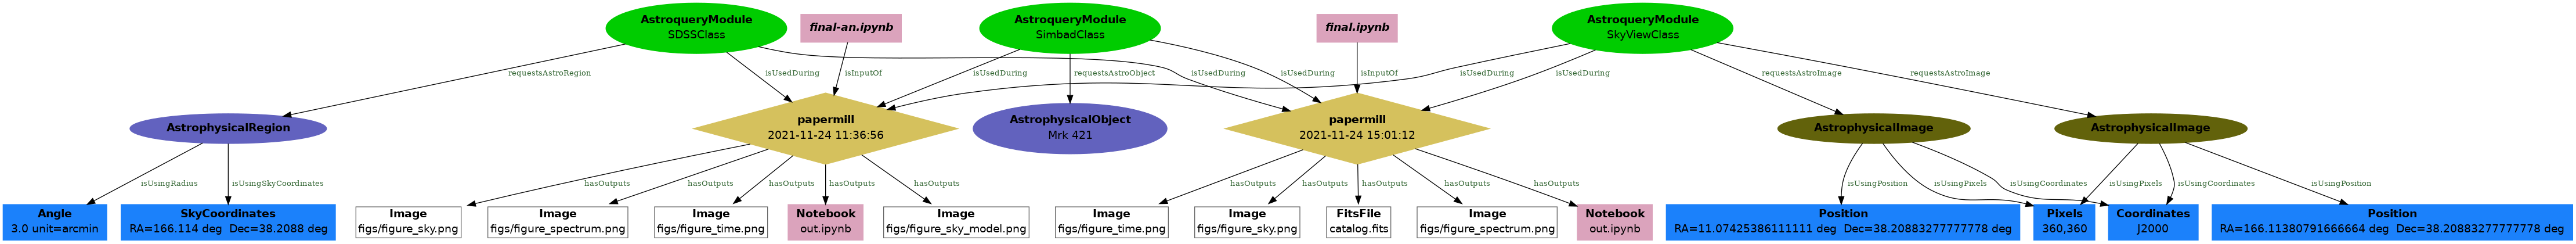 AstroqueryModule
SDSSClass
final-an.ipynb
AstroqueryModule
SimbadClass
final.ipynb
AstroqueryModule
SkyViewClass
requestsAstroRegion
isUsedDuring
isInputOf
isUsedDuring
requestsAstroObject
isUsedDuring
isUsedDuring
isInputOf
isUsedDuring
isUsedDuring
requestsAstroImage
requestsAstroImage
AstrophysicalRegion
papermill
2021-11-24 11:36:56
AstrophysicalObject
Mrk 421
papermill
2021-11-24 15:01:12
AstrophysicalImage
AstrophysicalImage
isUsingRadius
isUsingSkyCoordinates
hasOutputs
hasOutputs
hasOutputs
hasOutputs
hasOutputs
hasOutputs
hasOutputs
hasOutputs
hasOutputs
hasOutputs
isUsingPosition
isUsingPixels
isUsingCoordinates
isUsingPixels
isUsingCoordinates
isUsingPosition
Angle
3.0 unit=arcmin
SkyCoordinates
RA=166.114 deg Dec=38.2088 deg
Image
figs/figure_sky.png
Image
figs/figure_spectrum.png
Image
figs/figure_time.png
Notebook
out.ipynb
Image
figs/figure_sky_model.png
Image
figs/figure_time.png
Image
figs/figure_sky.png
FitsFile
catalog.fits
Image
figs/figure_spectrum.png
Notebook
out.ipynb
Position
RA=11.07425386111111 deg Dec=38.20883277777778 deg
Pixels
360,360
Coordinates
J2000
Position
RA=166.11380791666664 deg Dec=38.20883277777778 deg